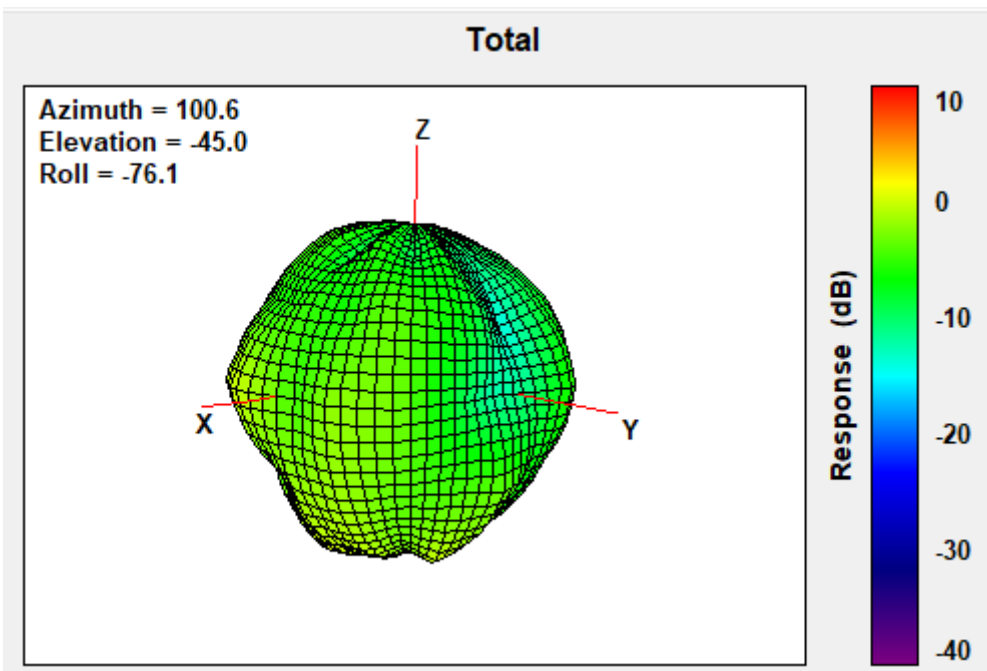 Total
Azimuth = 100.6
Elevation = -45.0
Roll = -76.1
Z
X
Y
10
0
-10
-20
-30
-40
Response (dB)